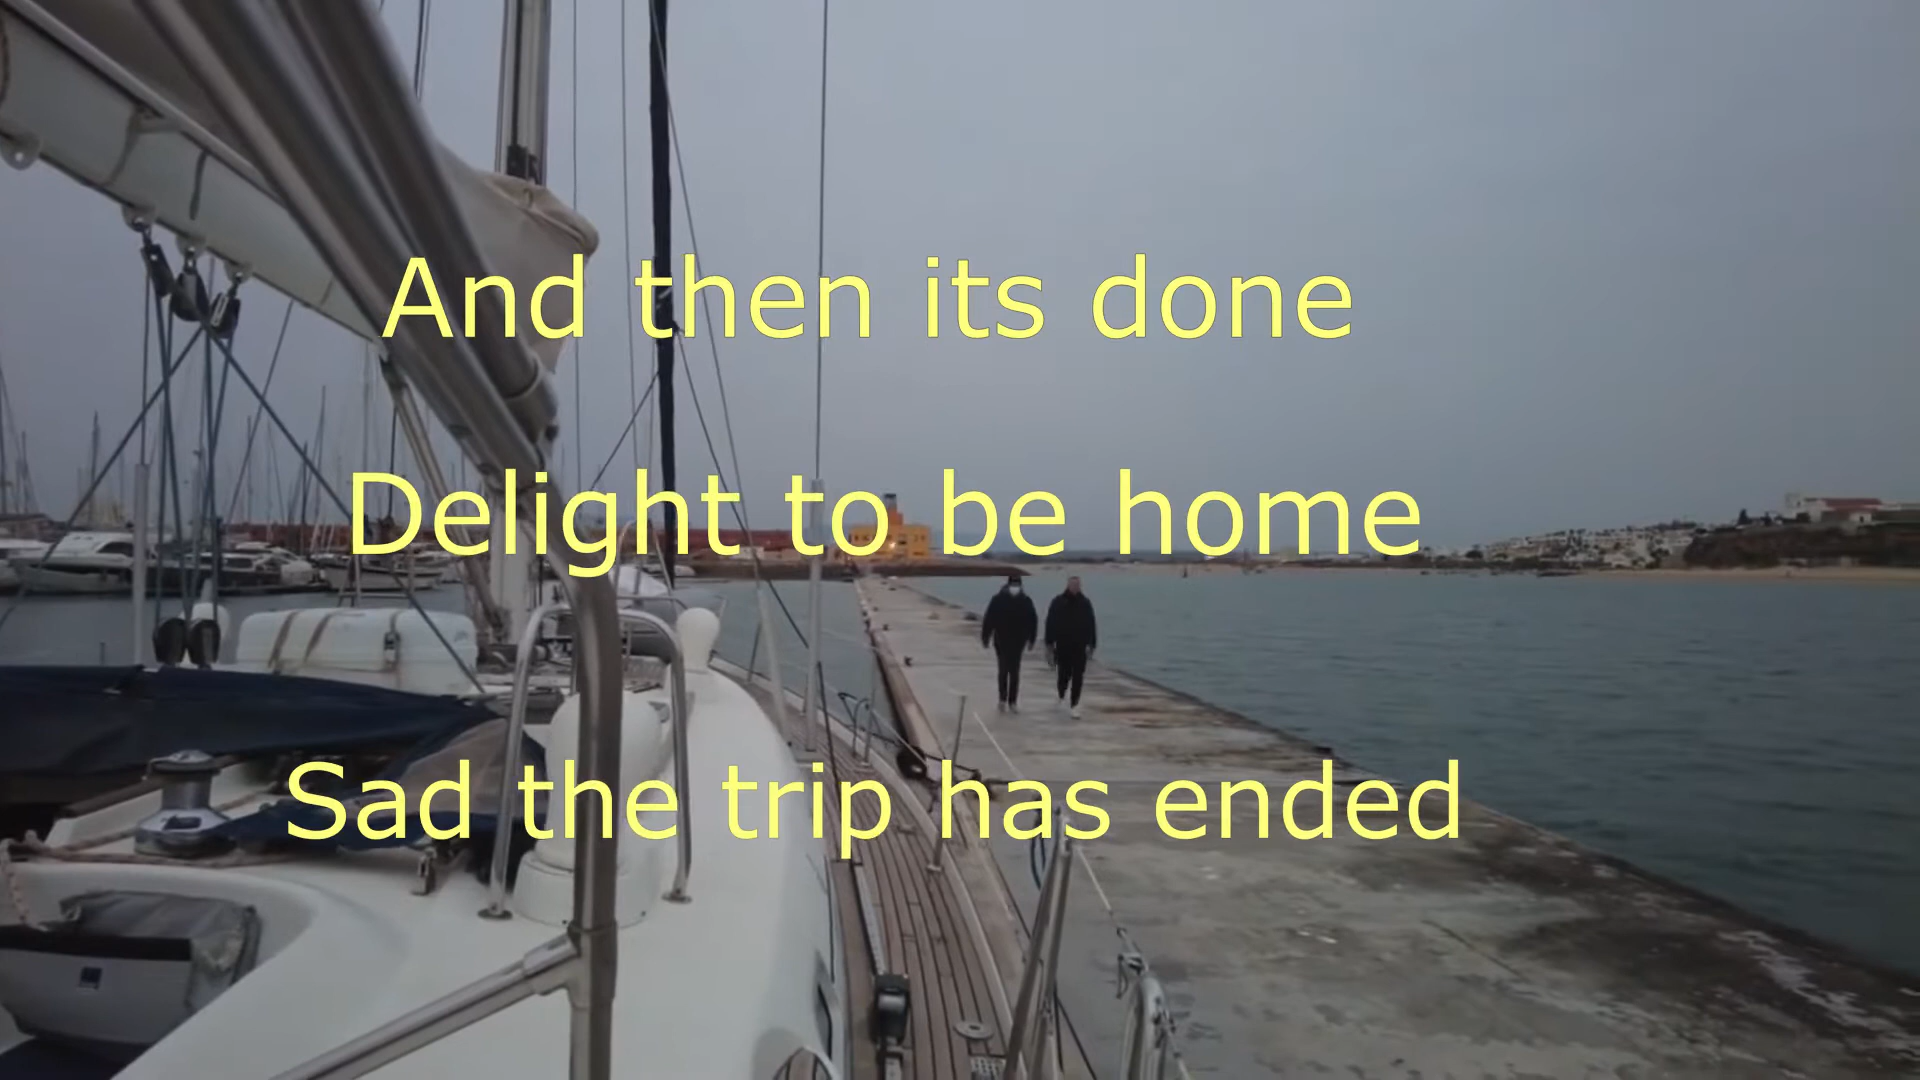 And then its done
Delight to be home
Sad the trip has ended